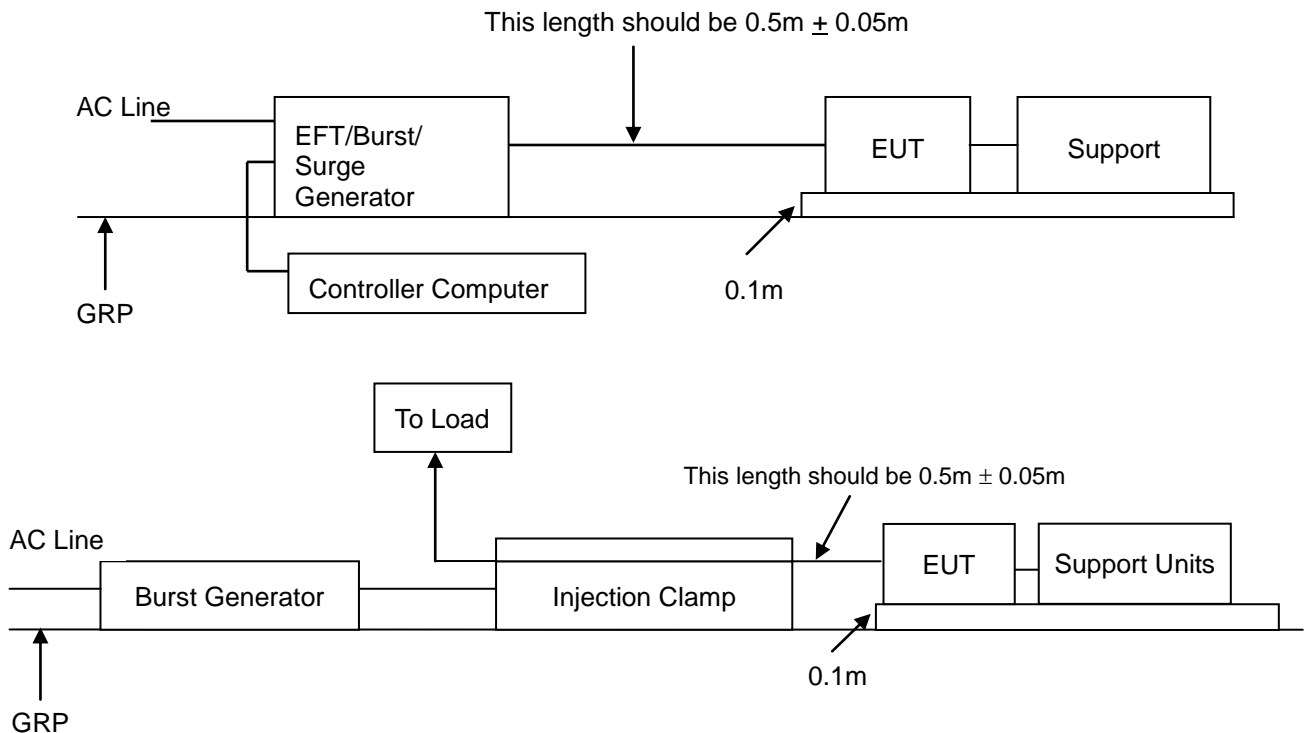 This length should be 0.5m ± 0.05m
AC Line
EFT/Burst/
Surge
Generator
EUT
Support
Controller Computer
0.1m
GRP
To Load
This length should be 0.5m ± 0.05m
AC Line
Burst Generator
Injection Clamp
EUT
Support Units
0.1m
GRP